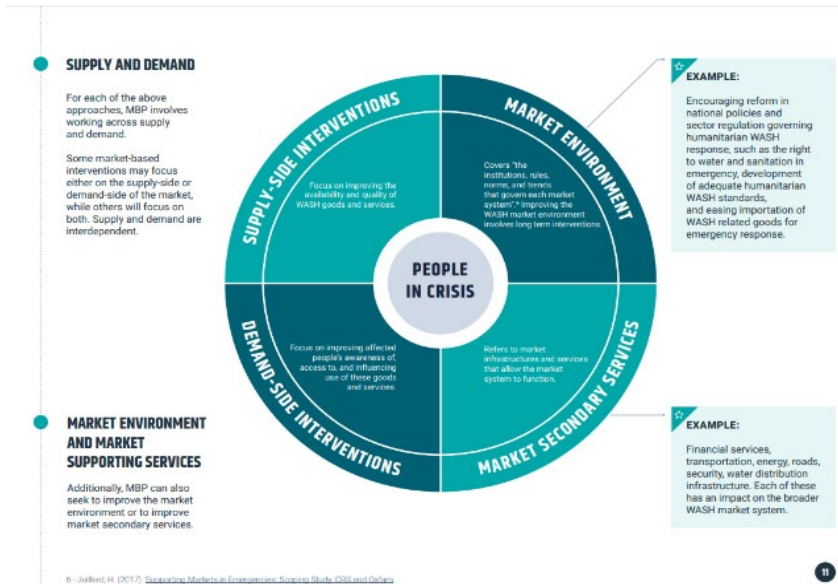 SUPPLY AND DEMAND
For each of the above
approaches, MBP involves
working across supply
and demand.
Some market-based
interventions may focus
either on the supply-side or
demand-side of the market,
while others will focus on
both. Supply and demand are
interdependent.
MARKET ENVIRONMENT
AND MARKET
SUPPORTING SERVICES
Additionally, MBP can also
seek to improve the market
environment or to improve
market secondary services.
SUPPLY-SIDE INTERVENTIONS
Focus on improving the
availability and quality of
WASH goods and services.
MARKET ENVIRONMENT
Covers "the
institutions, rules,
norms, and trends
that govern each market
system".⁶ Improving the
WASH market environment
involves long term interventions.
PEOPLE
IN CRISIS
DEMAND-SIDE INTERVENTIONS
Focus on improving affected
people's awareness of,
access to, and influencing
use of these goods
and services.
MARKET SECONDARY SERVICES
Refers to market
infrastructures and services
that allow the market
system to function.
EXAMPLE:
Encouraging reform in
national policies and
sector regulation governing
humanitarian WASH
response, such as the right
to water and sanitation in
emergency, development
of adequate humanitarian
WASH standards,
and easing importation of
WASH related goods for
emergency response.
EXAMPLE:
Financial services,
transportation, energy, roads,
security, water distribution
infrastructure. Each of these
has an impact on the broader
WASH market system.
6 - Juillard, H. (2017) Supporting Markets in Emergencies: Scoping Study. CRS and Oxfam
11